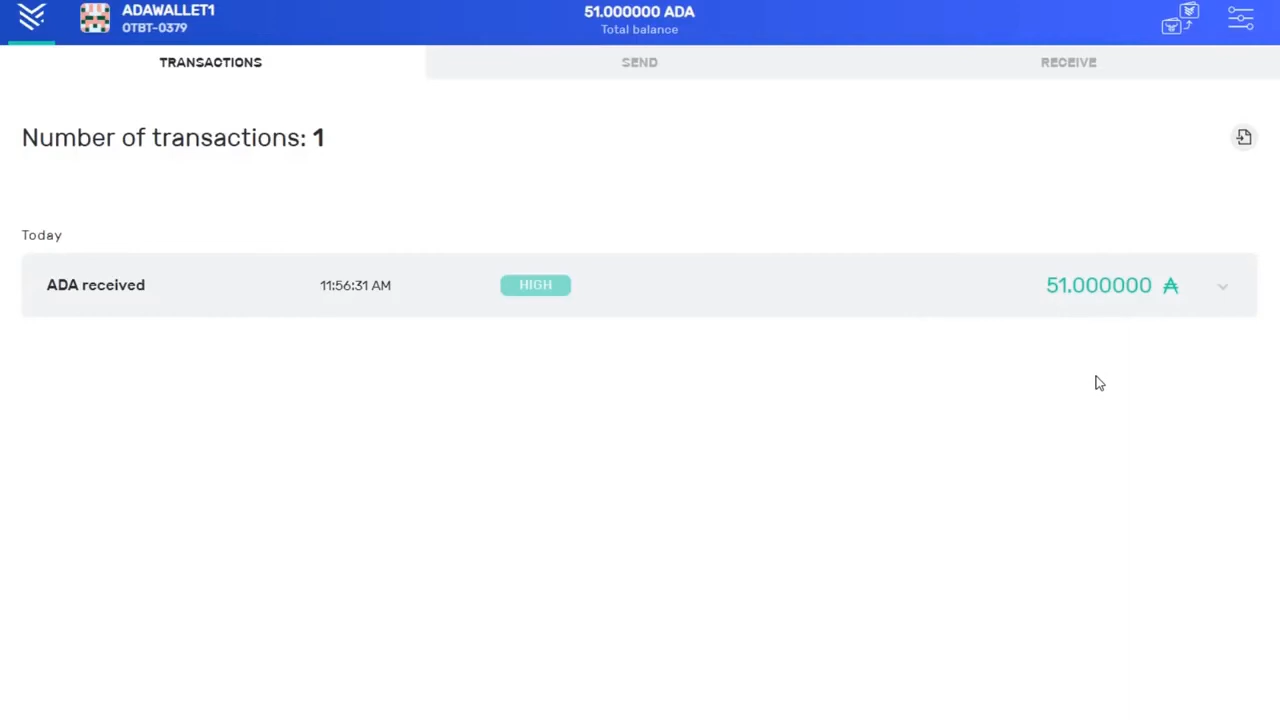 ADAWALLET1
OTBT-0379
51.000000 ADA
Total balance
TRANSACTIONS
SEND
RECEIVE
Number of transactions: 1
Today
ADA received 11:56:31 AM HIGH 51.000000 ₳